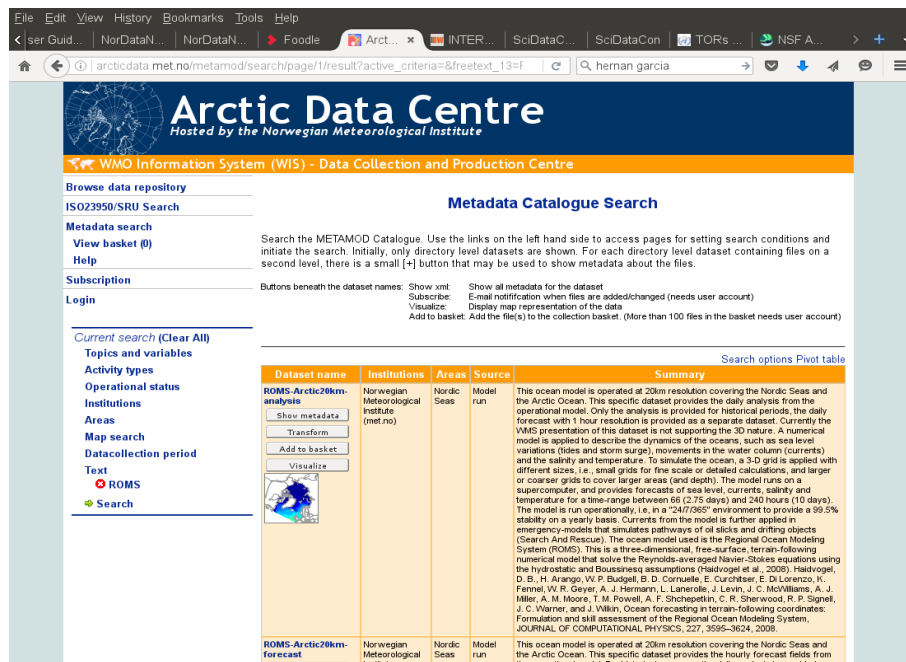 File Edit View History Bookmarks Tools Help
ser Guid... NorDataN... NorDataN... Foodle Arct... INTER... SciDataC... SciDataCon TORs ... NSF A...
arcticdata.met.no/metamod/search/page/1/result?active_criteria=&freetext_13=F hernan garcia
Arctic Data Centre
Hosted by the Norwegian Meteorological Institute
WMO Information System (WIS) - Data Collection and Production Centre
Browse data repository
ISO23950/SRU Search
Metadata search
View basket (0)
Help
Subscription
Login
Current search (Clear All)
Topics and variables
Activity types
Operational status
Institutions
Areas
Map search
Datacollection period
Text
ROMS
Search
Metadata Catalogue Search
Search the METAMOD Catalogue. Use the links on the left hand side to access pages for setting search conditions and
initiate the search. Initially, only directory level datasets are shown. For each directory level dataset containing files on a
second level, there is a small [+] button that may be used to show metadata about the files.
Buttons beneath the dataset names: Show xml: Show all metadata for the dataset
Subscribe: E-mail notififcation when files are added/changed (needs user account)
Visualize: Display map representation of the data
Add to basket: Add the file(s) to the collection basket. (More than 100 files in the basket needs user account)
Search options Pivot table
Dataset name Institutions Areas Source Summary
ROMS-Arctic20km-
analysis
Show metadata
Transform
Add to basket
Visualize
Norwegian
Meteorological
Institute
(met.no)
Nordic
Seas
Model
run
This ocean model is operated at 20km resolution covering the Nordic Seas and
the Arctic Ocean. This specific dataset provides the daily analysis from the
operational model. Only the analysis is provided for historical periods, the daily
forecast with 1 hour resolution is provided as a separate dataset. Currently the
WMS presentation of this dataset is not supporting the 3D nature. A numerical
model is applied to describe the dynamics of the oceans, such as sea level
variations (tides and storm surge), movements in the water column (currents)
and the salinity and temperature. To simulate the ocean, a 3-D grid is applied with
different sizes, i.e., small grids for fine scale or detailed calculations, and larger
or coarser grids to cover larger areas (and depth). The model runs on a
supercomputer, and provides forecasts of sea level, currents, salinity and
temperature for a time-range between 66 (2.75 days) and 240 hours (10 days).
The model is run operationally, i.e, in a "24/7/365" environment to provide a 99.5%
stability on a yearly basis. Currents from the model is further applied in
emergency-models that simulates pathways of oil slicks and drifting objects
(Search And Rescue). The ocean model used is the Regional Ocean Modeling
System (ROMS). This is a three-dimensional, free-surface, terrain-following
numerical model that solve the Reynolds-averaged Navier-Stokes equations using
the hydrostatic and Boussinesq assumptions (Haidvogel et al., 2008). Haidvogel,
D. B., H. Arango, W. P. Budgell, B. D. Cornuelle, E. Curchitser, E. Di Lorenzo, K.
Fennel, W. R. Geyer, A. J. Hermann, L. Lanerolle, J. Levin, J. C. McWilliams, A. J.
Miller, A. M. Moore, T. M. Powell, A. F. Shchepetkin, C. R. Sherwood, R. P. Signell,
J. C. Warner, and J. Wilkin, Ocean forecasting in terrain-following coordinates:
Formulation and skill assessment of the Regional Ocean Modeling System,
JOURNAL OF COMPUTATIONAL PHYSICS, 227, 3595–3624, 2008.
ROMS-Arctic20km-
forecast
Norwegian
Meteorological
Nordic
Seas
Model
run
This ocean model is operated at 20km resolution covering the Nordic Seas and
the Arctic Ocean. This specific dataset provides the hourly forecast fields from